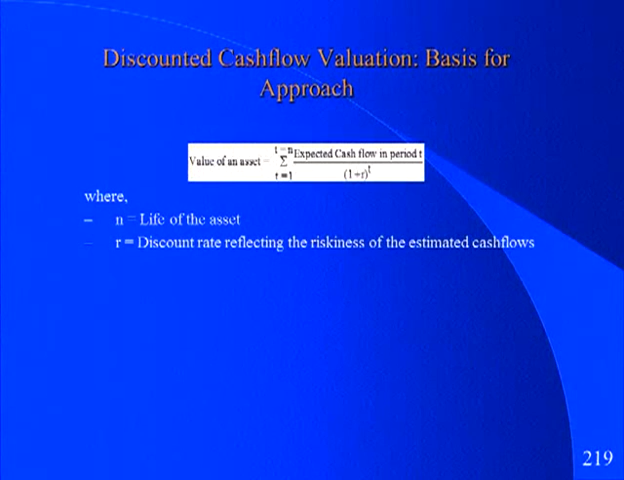 Discounted Cashflow Valuation: Basis for
Approach
Value of an asset = t=n Σ t=1 Expected Cash flow in period t / (1+r)^t
where,
– n = Life of the asset
– r = Discount rate reflecting the riskiness of the estimated cashflows
219